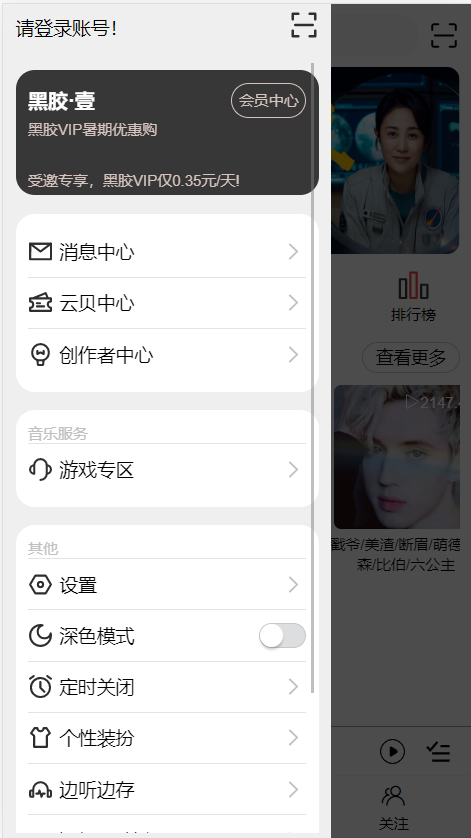 请登录账号!
黑胶·壹
会员中心
黑胶VIP暑期优惠购
受邀专享，黑胶VIP仅0.35元/天!
消息中心
云贝中心
创作者中心
音乐服务
游戏专区
其他
设置
深色模式
定时关闭
个性装扮
边听边存
排行榜
查看更多
2147.
戳爷/美渣/断眉/萌德
森/比伯/六公主
关注